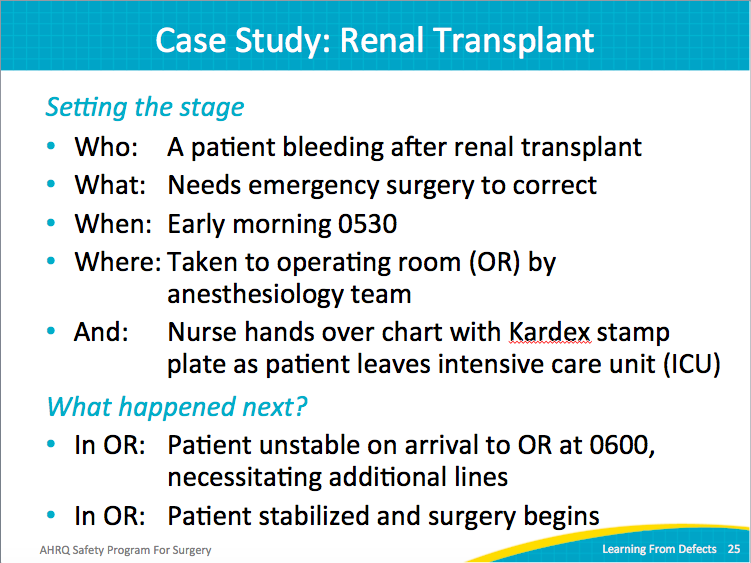 Case Study: Renal Transplant
Setting the stage
• Who: A patient bleeding after renal transplant
• What: Needs emergency surgery to correct
• When: Early morning 0530
• Where: Taken to operating room (OR) by
anesthesiology team
• And: Nurse hands over chart with Kardex stamp
plate as patient leaves intensive care unit (ICU)
What happened next?
• In OR: Patient unstable on arrival to OR at 0600,
necessitating additional lines
• In OR: Patient stabilized and surgery begins
AHRQ Safety Program For Surgery
Learning From Defects 25